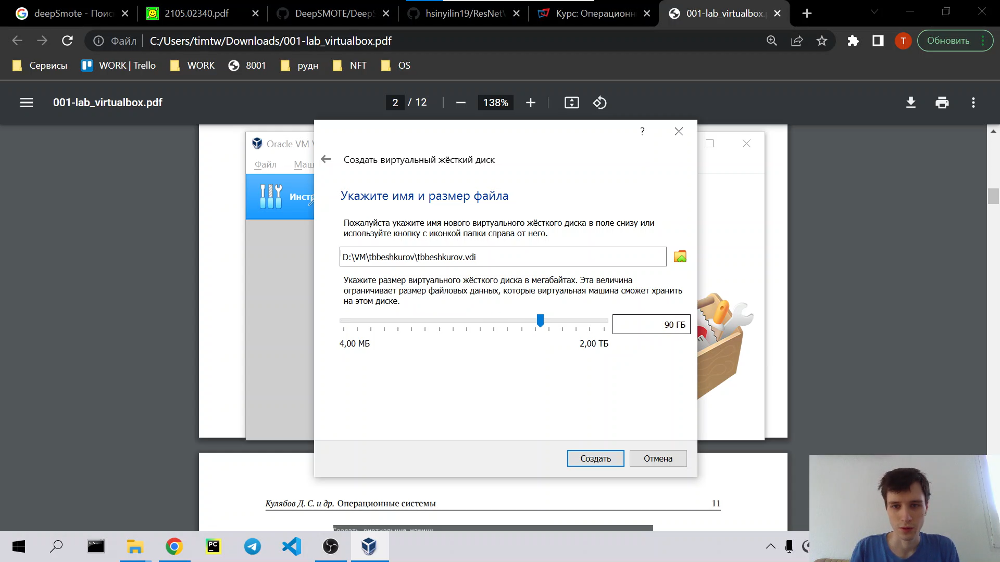 deepSmote - Поис
2105.02340.pdf
DeepSMOTE/DeepS
hsinyilin19/ResNet
Курс: Операционн
001-lab_virtualbox.
Файл
C:/Users/timtw/Downloads/001-lab_virtualbox.pdf
T
Обновить
Сервисы
WORK | Trello
WORK
8001
рудн
NFT
OS
001-lab_virtualbox.pdf
2 / 12
138%
?
Oracle VM V
Файл
Маш
Инстр
Создать виртуальный жёсткий диск
Укажите имя и размер файла
Пожалуйста укажите имя нового виртуального жёсткого диска в поле снизу или
используйте кнопку с иконкой папки справа от него.
D:\VM\tbbeshkurov\tbbeshkurov.vdi
Укажите размер виртуального жёсткого диска в мегабайтах. Эта величина
ограничивает размер файловых данных, которые виртуальная машина сможет хранить
на этом диске.
90 ГБ
4,00 МБ
2,00 ТБ
Создать
Отмена
Кулябов Д. С. и др. Операционные системы
11
Создать виртуальную машину
PC